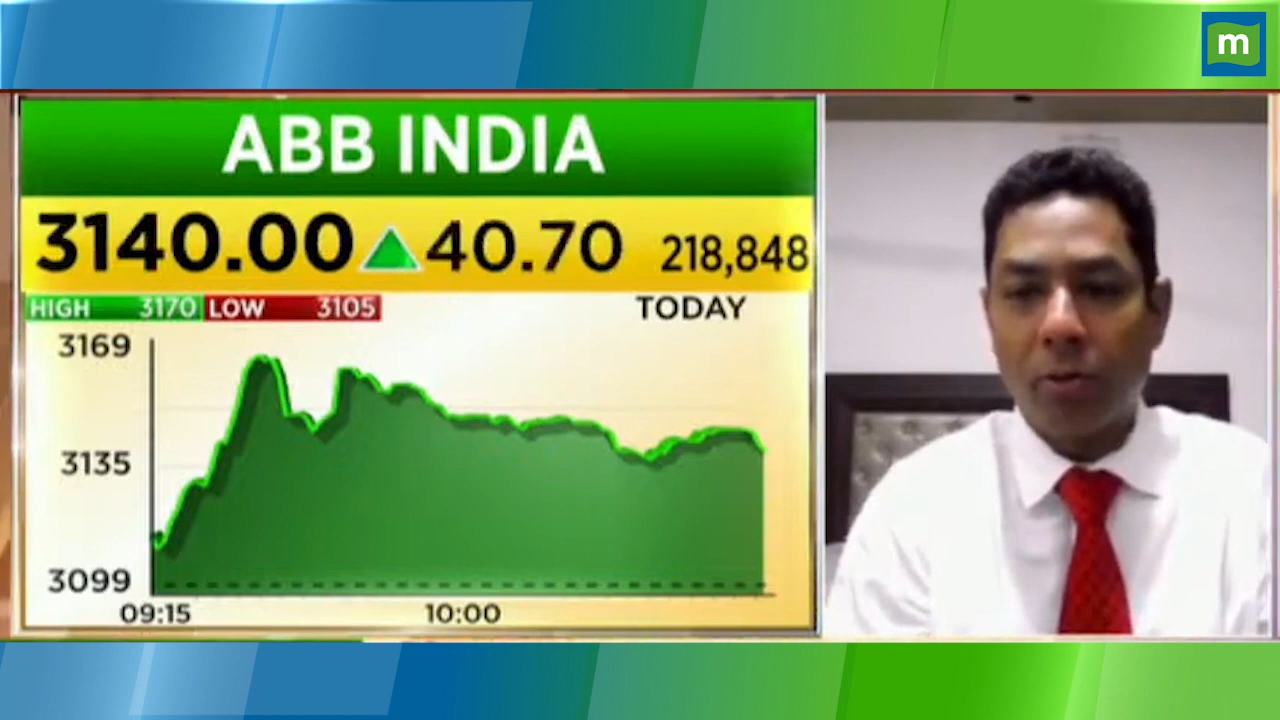 m
ABB INDIA
3140.00 ▲ 40.70 218,848
HIGH 3170 LOW 3105 TODAY
3169
3135
3099
09:15 10:00